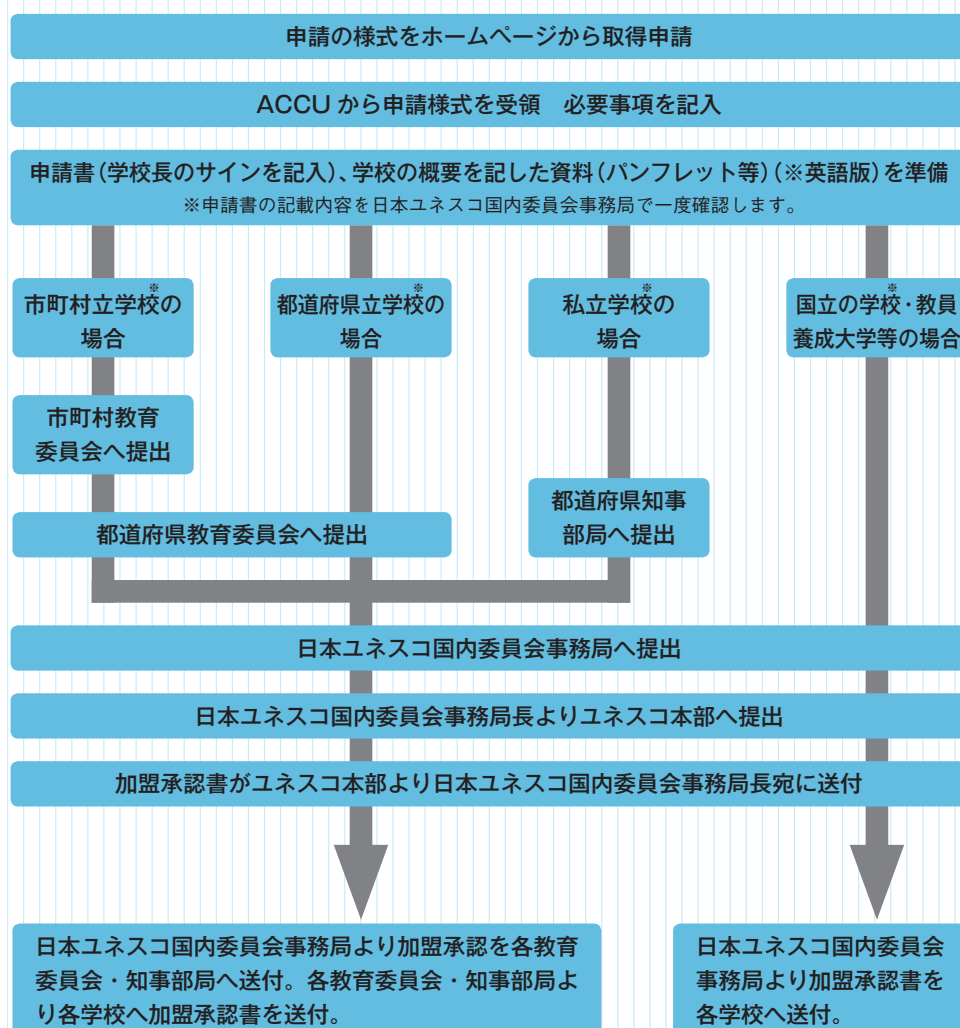 申請の様式をホームページから取得申請
ACCU から申請様式を受領　必要事項を記入
申請書（学校長のサインを記入）、学校の概要を記した資料（パンフレット等）（※英語版）を準備
※申請書の記載内容を日本ユネスコ国内委員会事務局で一度確認します。
市町村立学校※の
場合
都道府県立学校※の
場合
私立学校※の
場合
国立の学校※・教員
養成大学等の場合
市町村教育
委員会へ提出
都道府県教育委員会へ提出
都道府県知事
部局へ提出
日本ユネスコ国内委員会事務局へ提出
日本ユネスコ国内委員会事務局長よりユネスコ本部へ提出
加盟承認書がユネスコ本部より日本ユネスコ国内委員会事務局長宛に送付
日本ユネスコ国内委員会事務局より加盟承認を各教育
委員会・知事部局へ送付。各教育委員会・知事部局よ
り各学校へ加盟承認書を送付。
日本ユネスコ国内委員会
事務局より加盟承認書を
各学校へ送付。